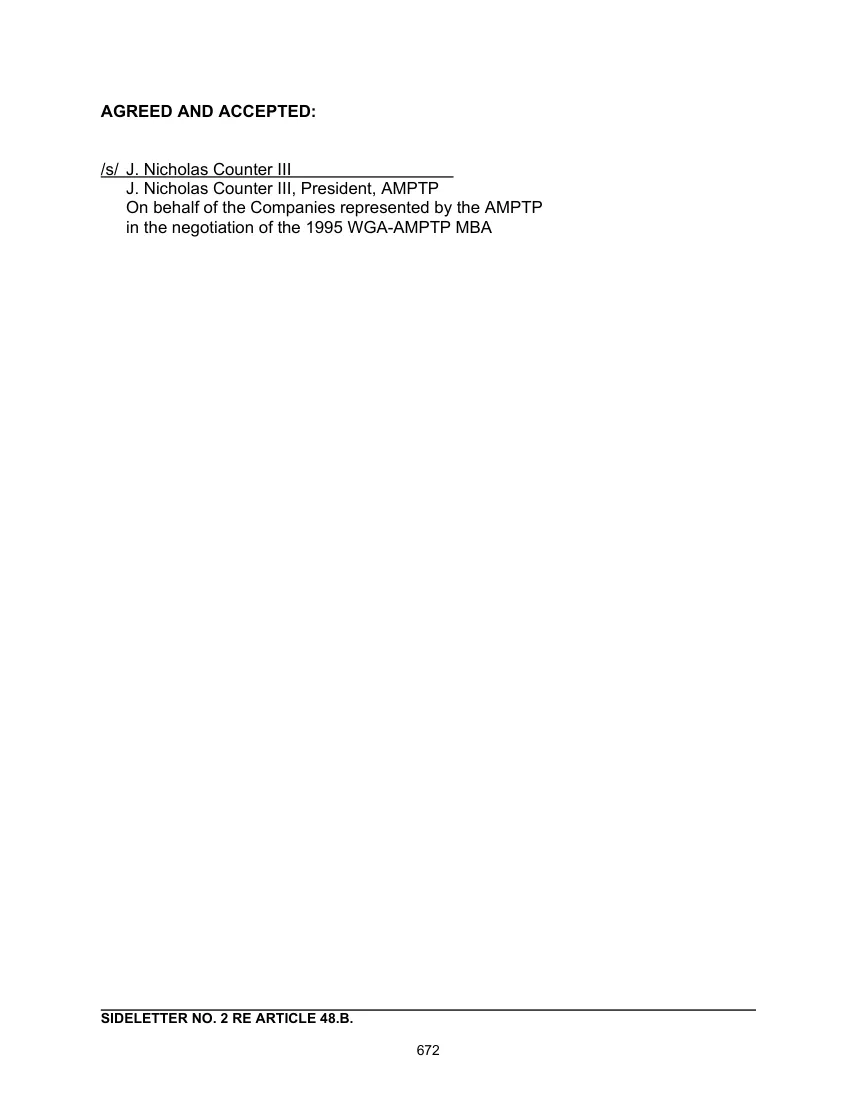 AGREED AND ACCEPTED:
/s/ J. Nicholas Counter III
J. Nicholas Counter III, President, AMPTP
On behalf of the Companies represented by the AMPTP
in the negotiation of the 1995 WGA-AMPTP MBA
SIDELETTER NO. 2 RE ARTICLE 48.B.
672